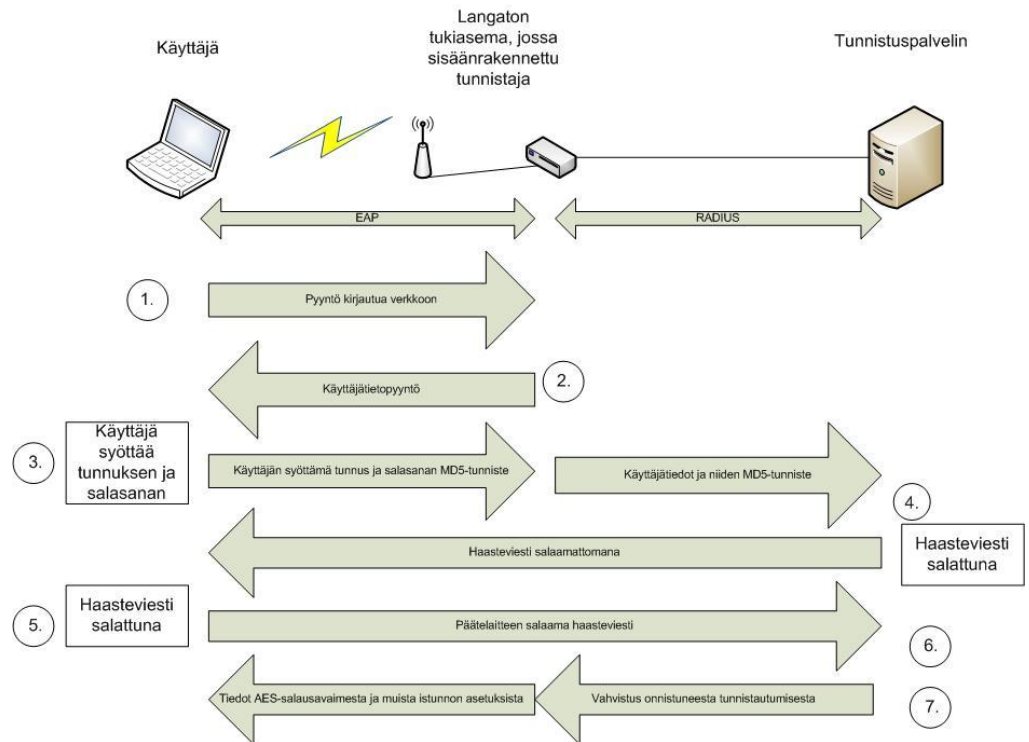 Käyttäjä
Langaton
tukiasema, jossa
sisäänrakennettu
tunnistaja
Tunnistuspalvelin
EAP
RADIUS
1.
Pyyntö kirjautua verkkoon
Käyttäjätietopyyntö
2.
3.
Käyttäjä
syöttää
tunnuksen ja
salasanan
Käyttäjän syöttämä tunnus ja salasanan MD5-tunniste
Käyttäjätiedot ja niiden MD5-tunniste
4.
Haasteviesti salaamattomana
Haasteviesti
salattuna
5.
Haasteviesti
salattuna
Päätelaitteen salaama haasteviesti
6.
Tiedot AES-salausavaimesta ja muista istunnon asetuksista
Vahvistus onnistuneesta tunnistautumisesta
7.